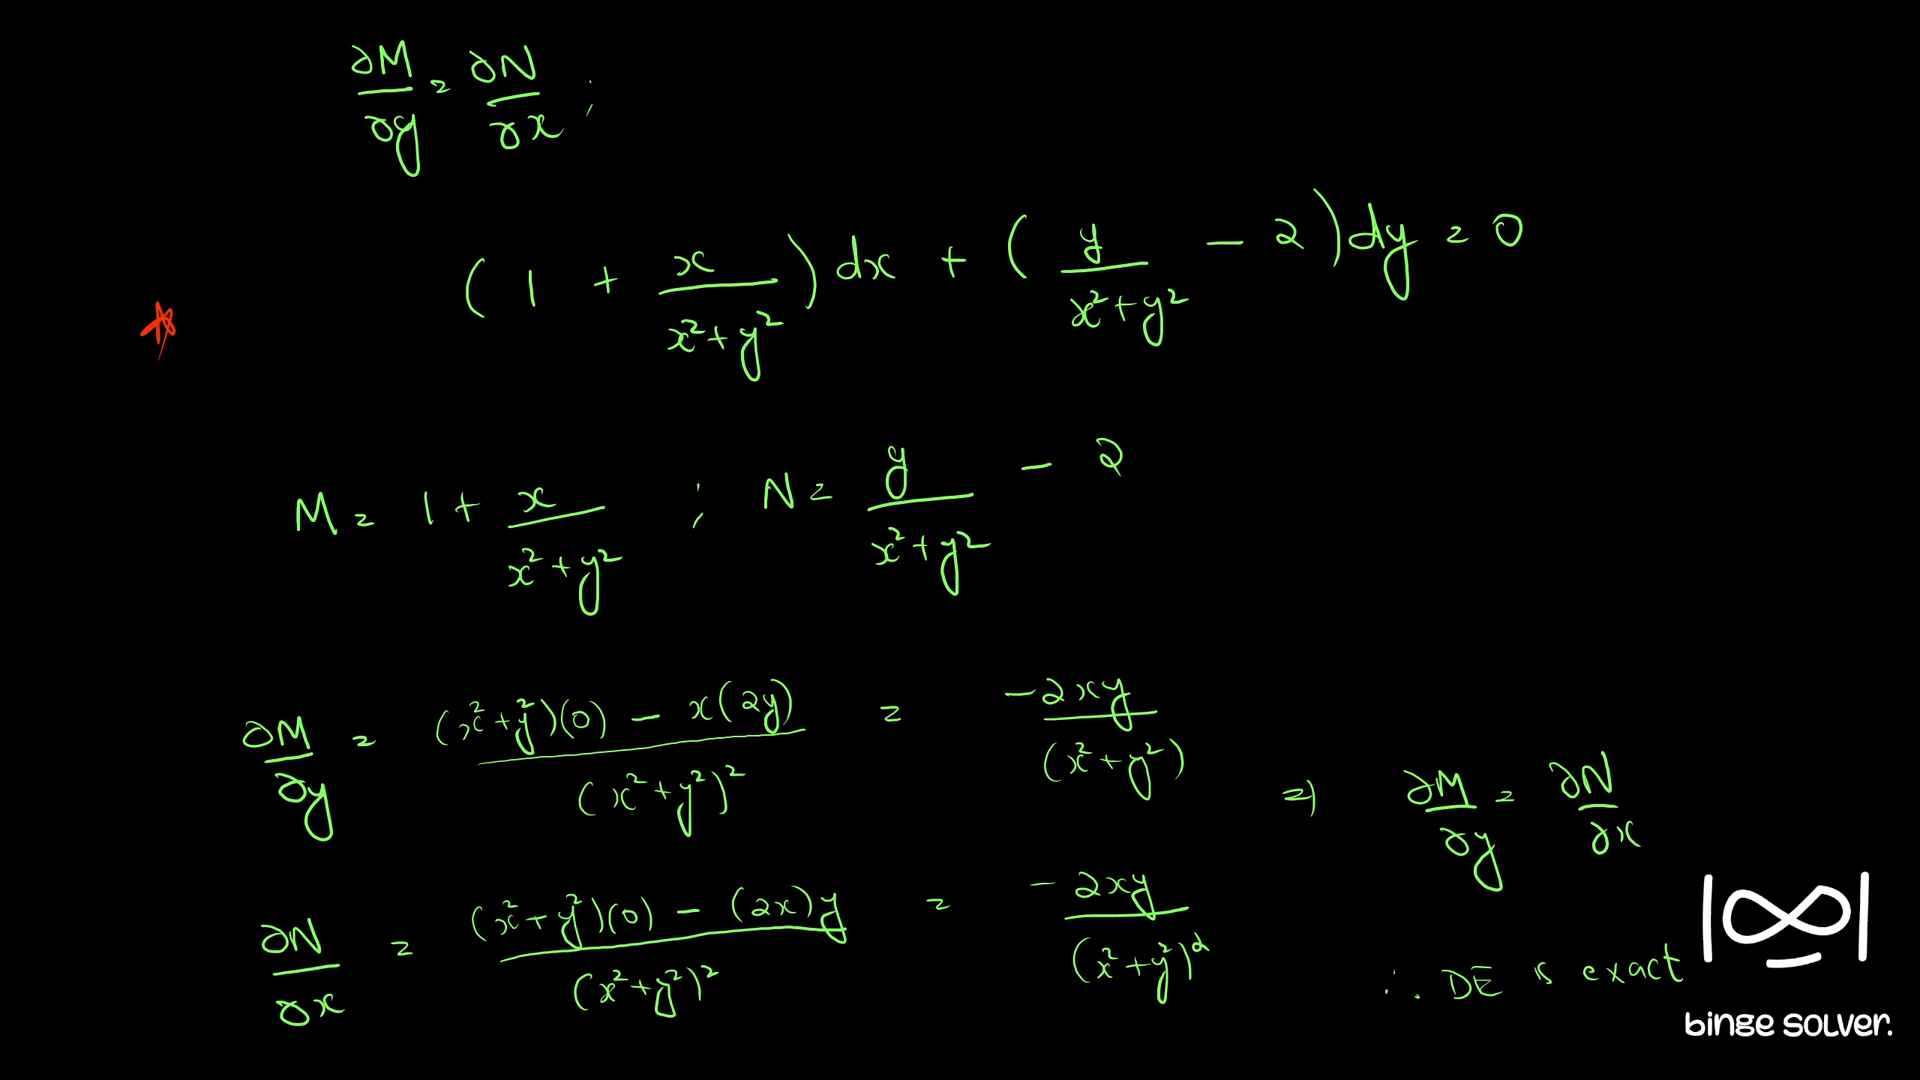 ∂M/∂y = ∂N/∂x ;
(1 + x/(x²+y²)) dx + (y/(x²+y²) − 2) dy = 0
M = 1 + x/(x²+y²) ; N = y/(x²+y²) − 2
∂M/∂y = ((x²+y²)(0) − x(2y))/(x²+y²)² = −2xy/(x²+y²)
⇒ ∂M/∂y = ∂N/∂x
∂N/∂x = ((x²+y²)(0) − (2x)y)/(x²+y²)² = −2xy/(x²+y²)²
∴ DE is exact
binge solver.